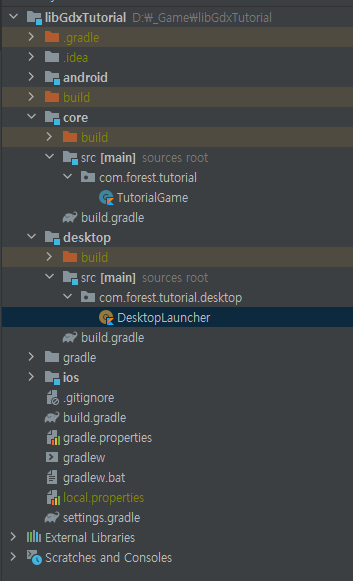 libGdxTutorial D:₩_Game₩libGdxTutorial
.gradle
.idea
android
build
core
build
src [main] sources root
com.forest.tutorial
TutorialGame
build.gradle
desktop
build
src [main] sources root
com.forest.tutorial.desktop
DesktopLauncher
build.gradle
gradle
ios
.gitignore
build.gradle
gradle.properties
gradlew
gradlew.bat
local.properties
settings.gradle
External Libraries
Scratches and Consoles